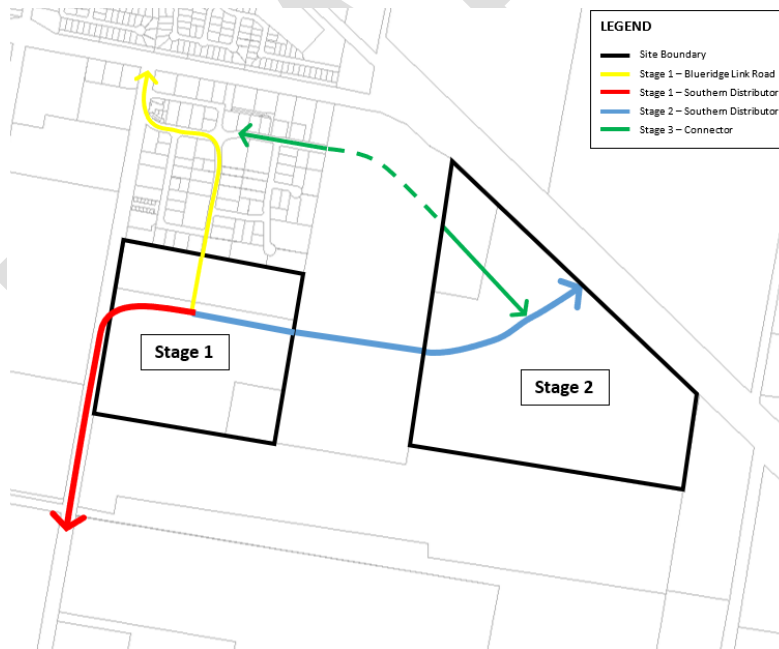 LEGEND
Site Boundary
Stage 1 – Blueridge Link Road
Stage 1 – Southern Distributor
Stage 2 – Southern Distributor
Stage 3 – Connector
Stage 1
Stage 2